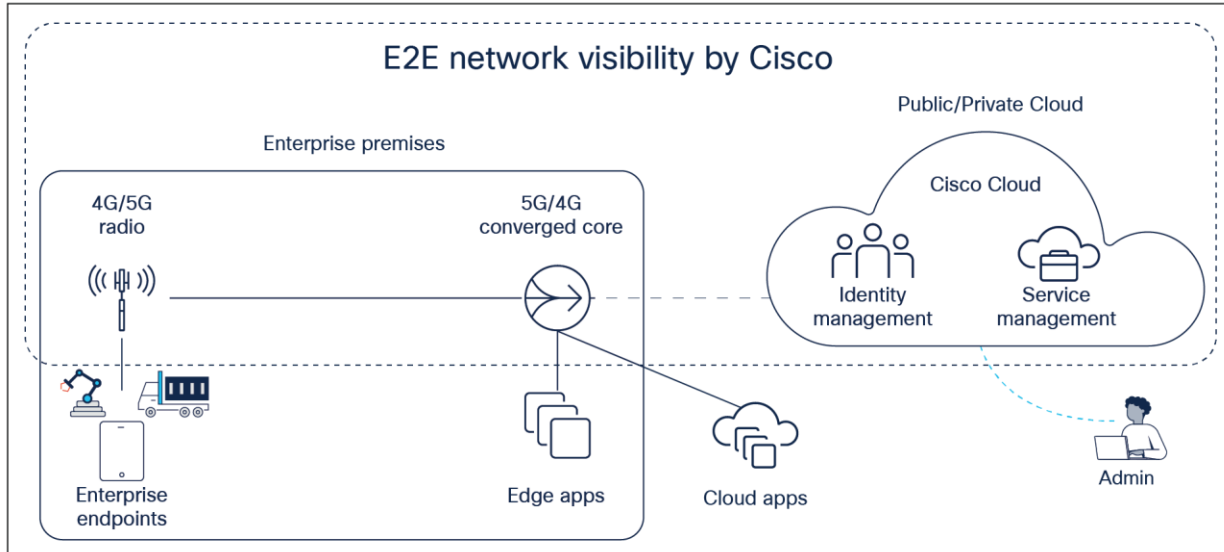 E2E network visibility by Cisco
Public/Private Cloud
Enterprise premises
Cisco Cloud
4G/5G
radio
5G/4G
converged core
Identity
management
Service
management
Enterprise
endpoints
Edge apps
Cloud apps
Admin